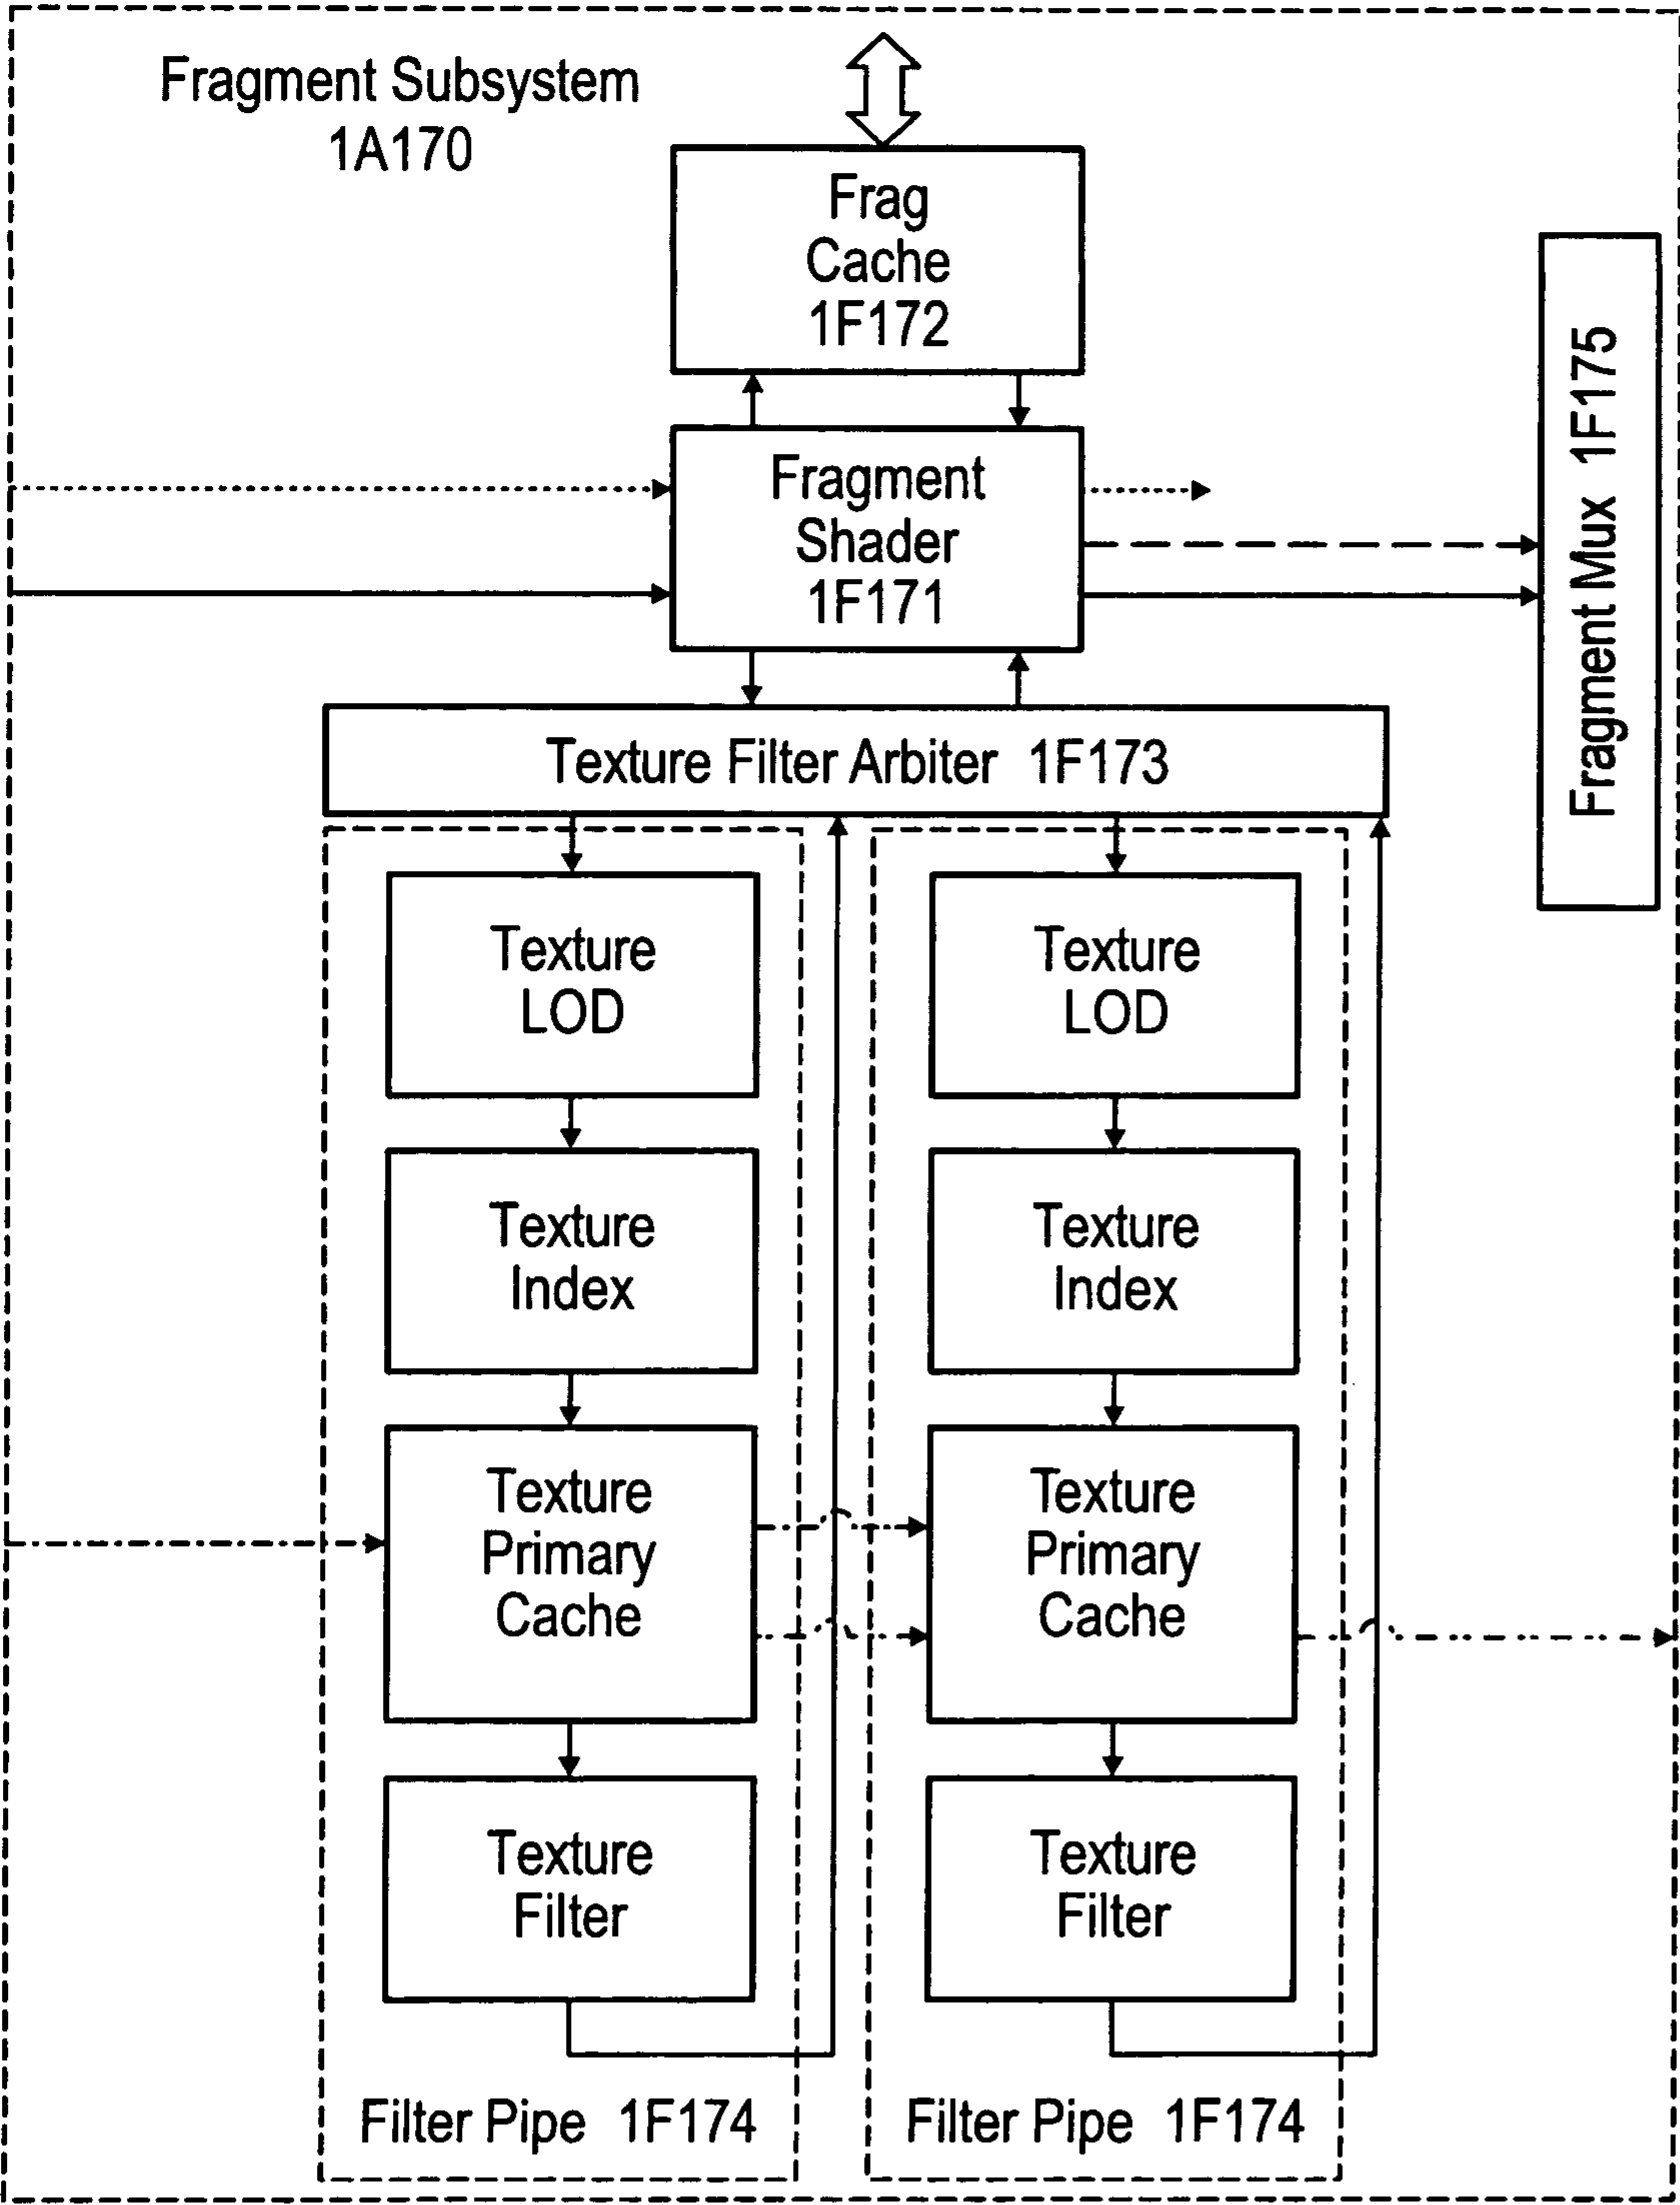 Fragment Subsystem
1A170
Frag
Cache
1F172
Fragment
Shader
1F171
Fragment Mux 1F175
Texture Filter Arbiter 1F173
Texture
LOD
Texture
LOD
Texture
Index
Texture
Index
Texture
Primary
Cache
Texture
Primary
Cache
Texture
Filter
Texture
Filter
Filter Pipe 1F174
Filter Pipe 1F174